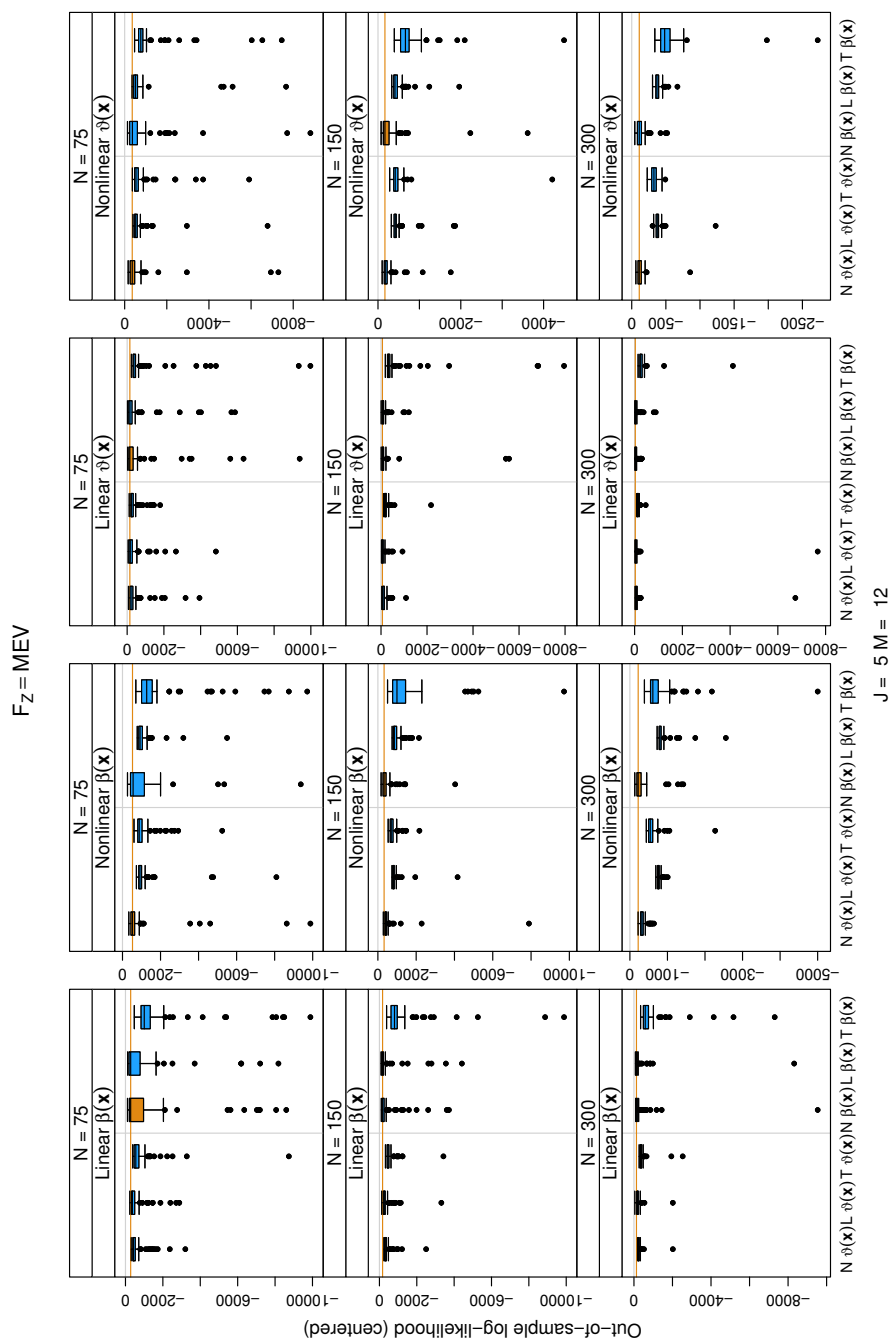 F_Z = MEV
Out−of−sample log−likelihood (centered)
N = 75
Linear β(x)
0
−2000
−6000
−10000
N = 75
Nonlinear β(x)
0
−2000
−6000
−10000
N = 75
Linear ϑ(x)
0
−2000
−6000
−10000
N = 75
Nonlinear ϑ(x)
0
−4000
−8000
N = 150
Linear β(x)
0
−2000
−6000
−10000
N = 150
Nonlinear β(x)
0
−2000
−6000
−10000
N = 150
Linear ϑ(x)
0
−2000
−4000
−6000
−8000
N = 150
Nonlinear ϑ(x)
0
−2000
−4000
N = 300
Linear β(x)
0
−4000
−8000
N = 300
Nonlinear β(x)
0
−1000
−3000
−5000
N = 300
Linear ϑ(x)
0
−2000
−4000
−6000
−8000
N = 300
Nonlinear ϑ(x)
−500
−1500
−2500
N ϑ(x) L ϑ(x) T ϑ(x) N β(x) L β(x) T β(x)
N ϑ(x) L ϑ(x) T ϑ(x) N β(x) L β(x) T β(x)
N ϑ(x) L ϑ(x) T ϑ(x) N β(x) L β(x) T β(x)
N ϑ(x) L ϑ(x) T ϑ(x) N β(x) L β(x) T β(x)
J = 5 M = 12